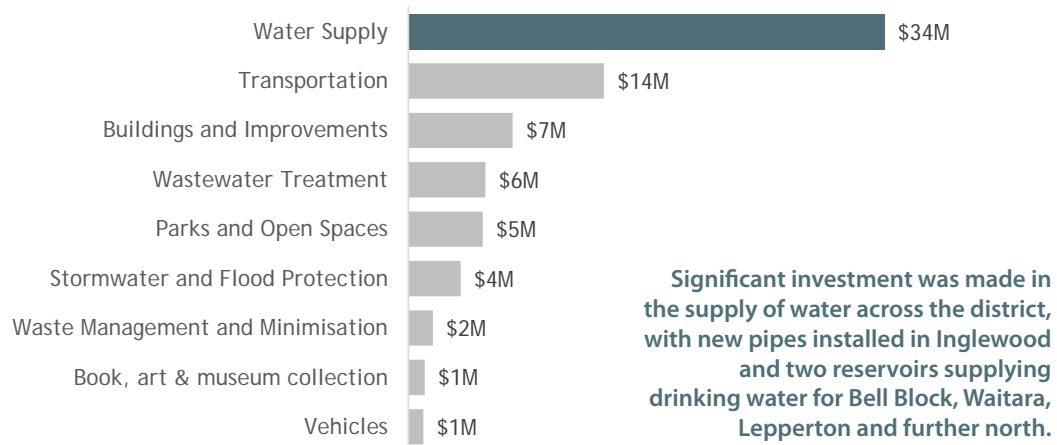 Water Supply $34M
Transportation $14M
Buildings and Improvements $7M
Wastewater Treatment $6M
Parks and Open Spaces $5M
Stormwater and Flood Protection $4M
Waste Management and Minimisation $2M
Book, art & museum collection $1M
Vehicles $1M
Significant investment was made in
the supply of water across the district,
with new pipes installed in Inglewood
and two reservoirs supplying
drinking water for Bell Block, Waitara,
Lepperton and further north.